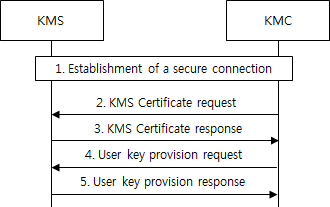 KMS
KMC
1. Establishment of a secure connection
2. KMS Certificate request
3. KMS Certificate response
4. User key provision request
5. User key provision response